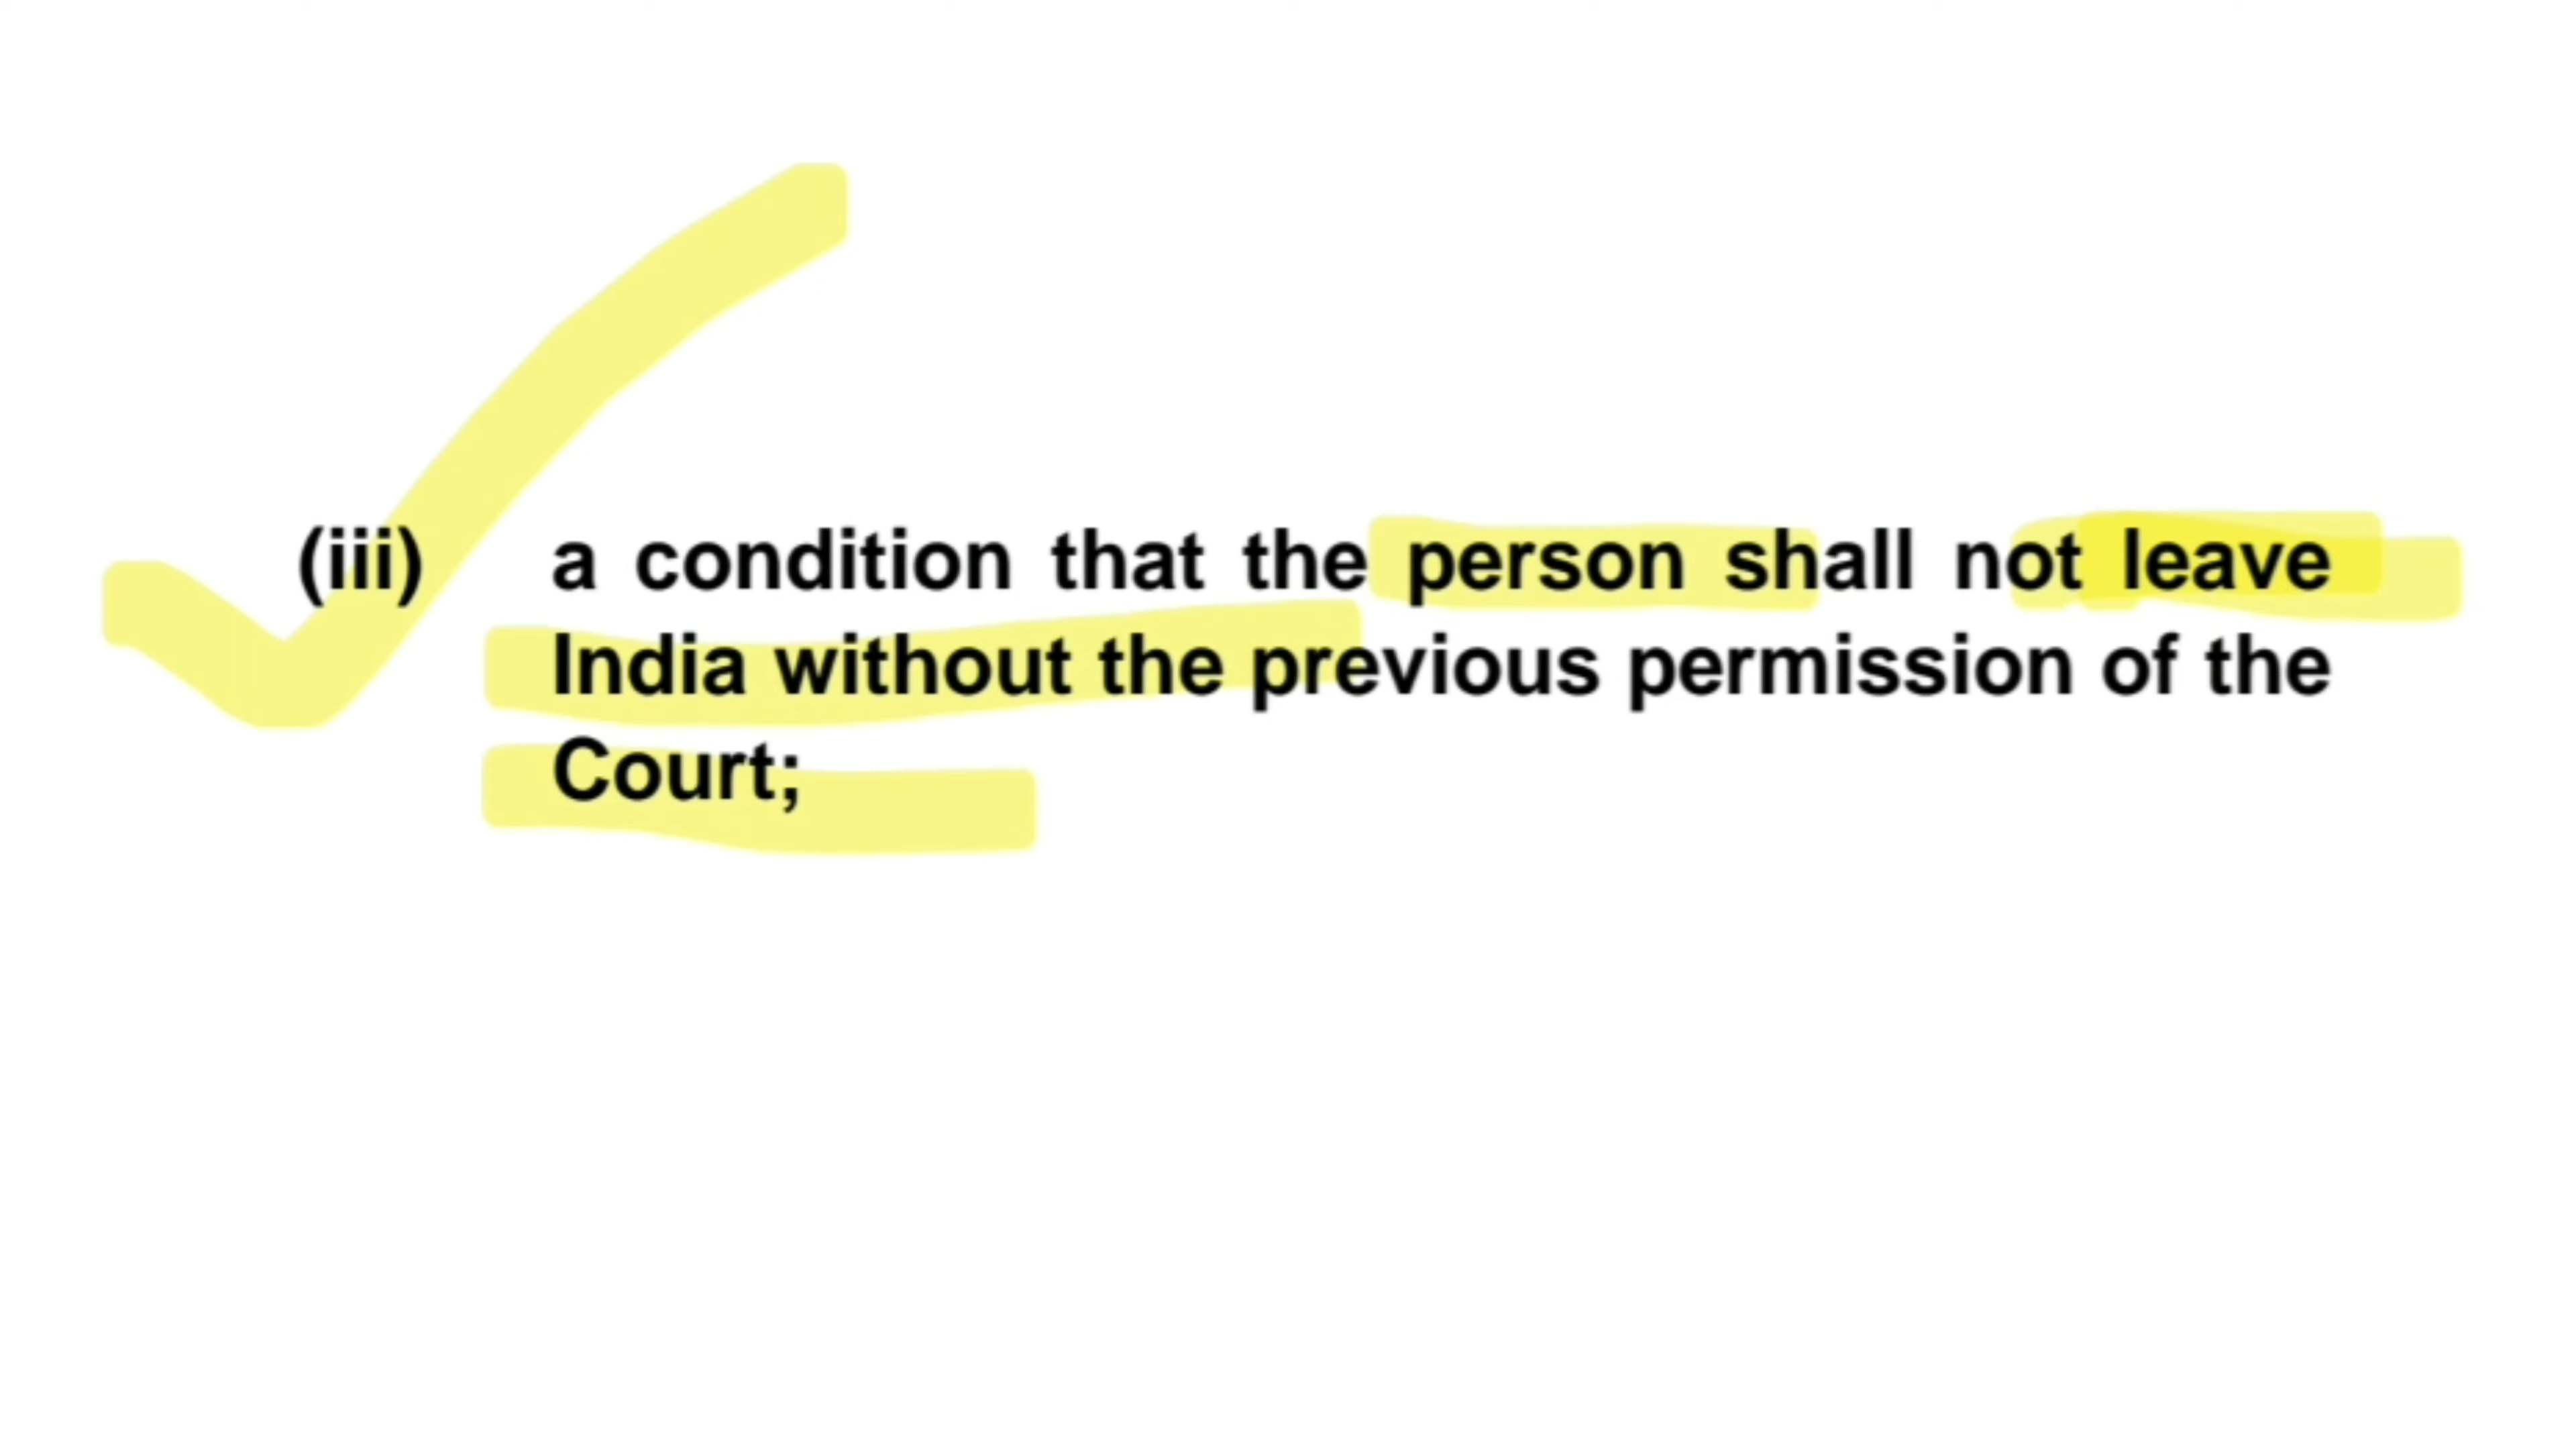 (iii) a condition that the person shall not leave
India without the previous permission of the
Court;